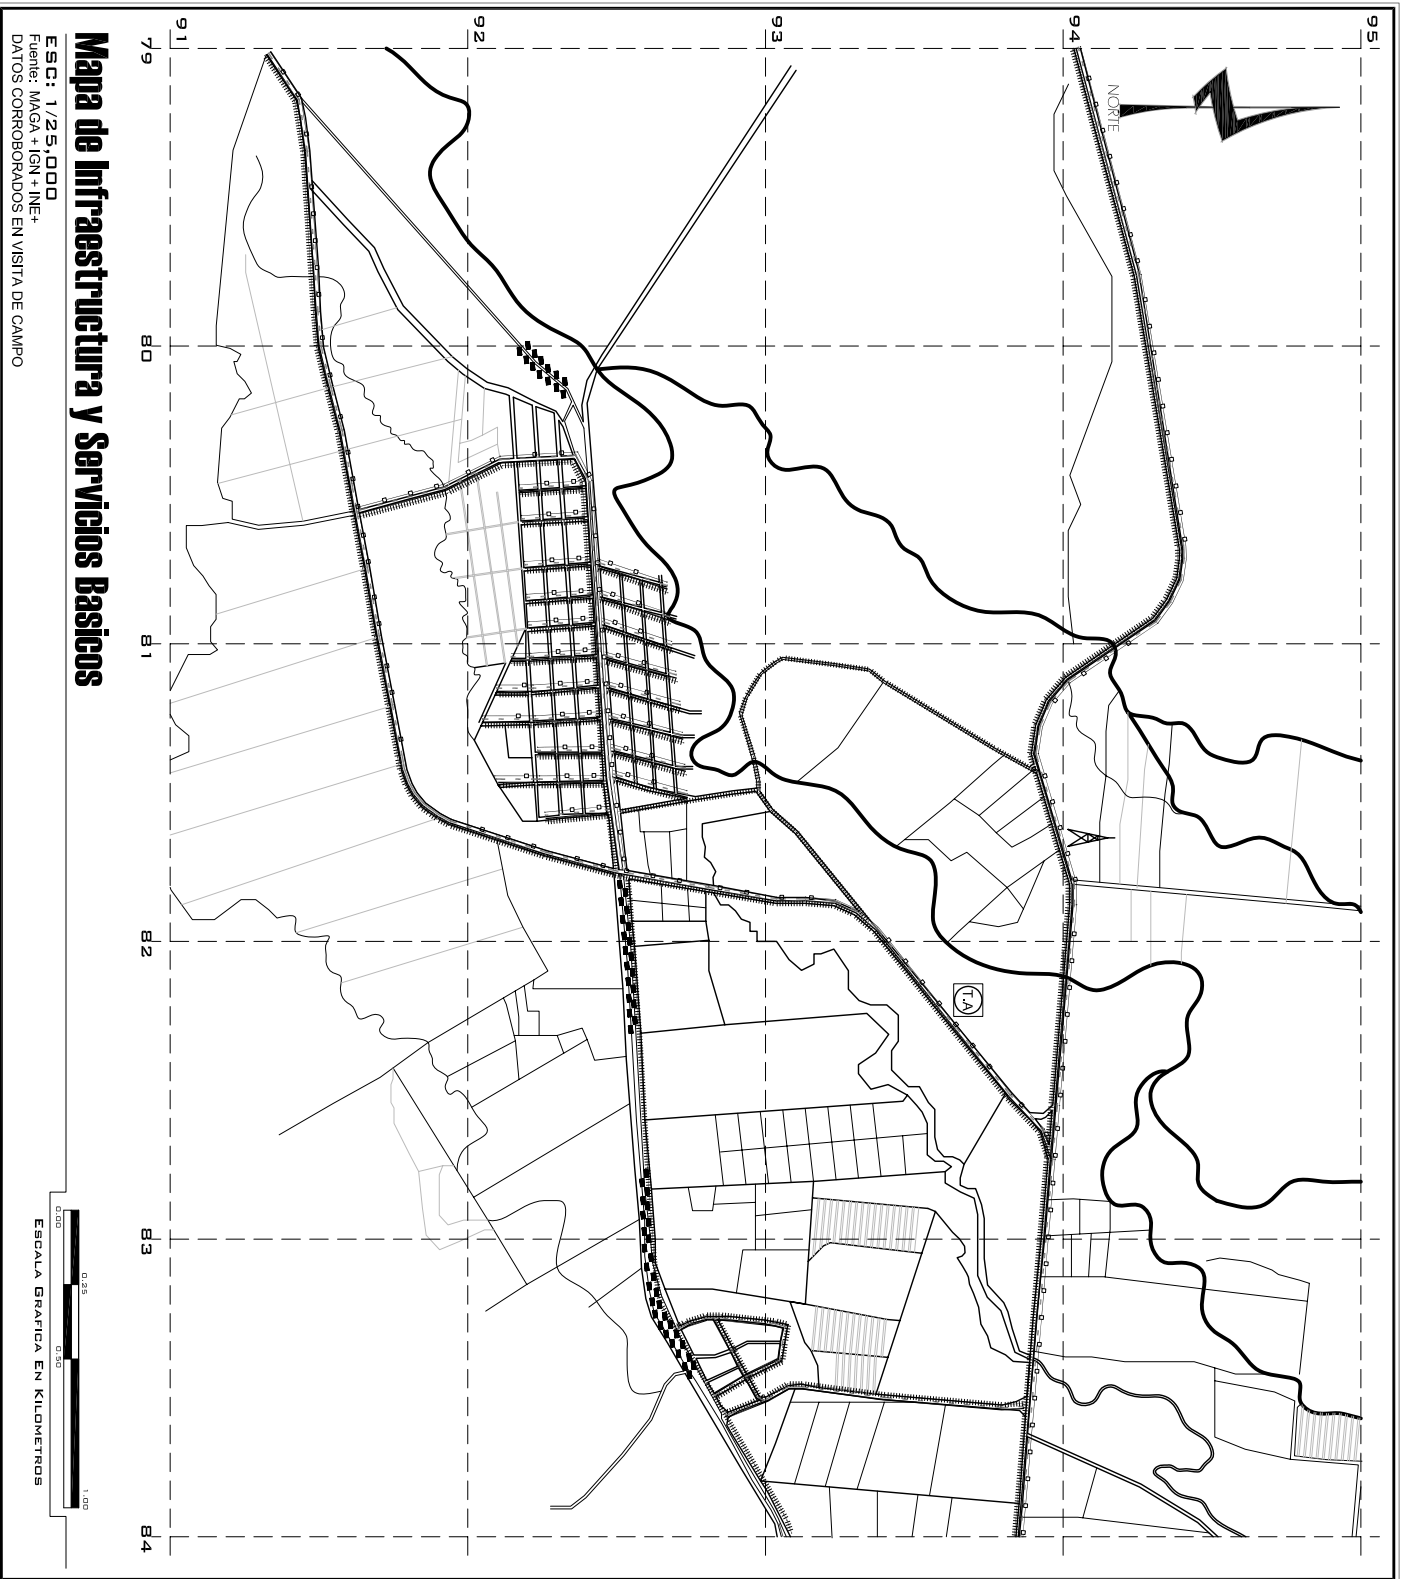 Mapa de Infraestructura y Servicios Basicos
ESC: 1/25,000
Fuente: MAGA + IGN + INE+
DATOS CORROBORADOS EN VISITA DE CAMPO
95
94
93
92
91
79
80
81
82
83
84
NORTE
T.A
0.00
0.25
0.50
1.00
ESCALA GRAFICA EN KILOMETROS